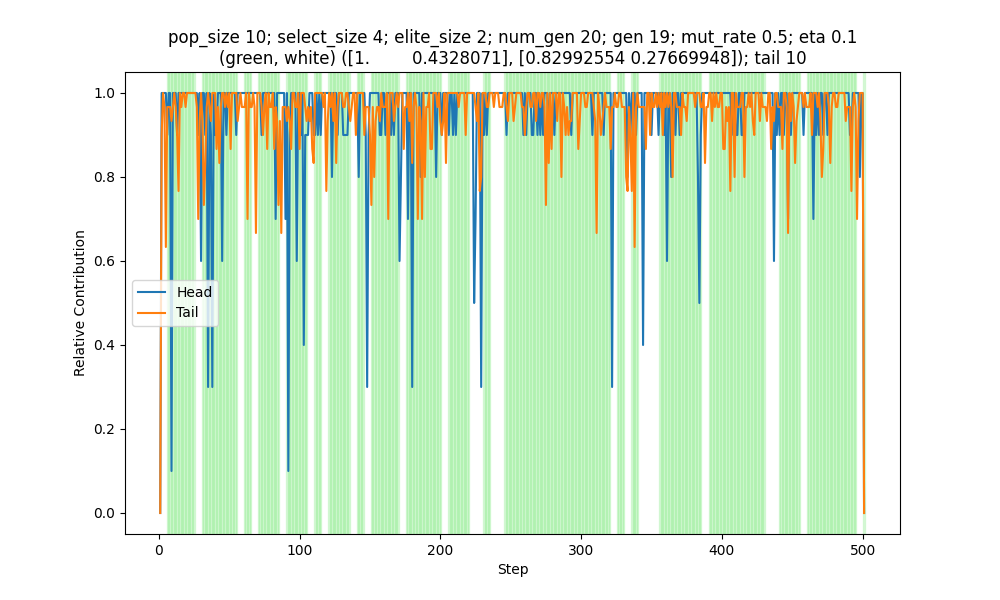 pop_size 10; select_size 4; elite_size 2; num_gen 20; gen 19; mut_rate 0.5; eta 0.1
(green, white) ([1. 0.4328071], [0.82992554 0.27669948]); tail 10
1.0
0.8
0.6
0.4
0.2
0.0
Relative Contribution
Head
Tail
0 100 200 300 400 500
Step